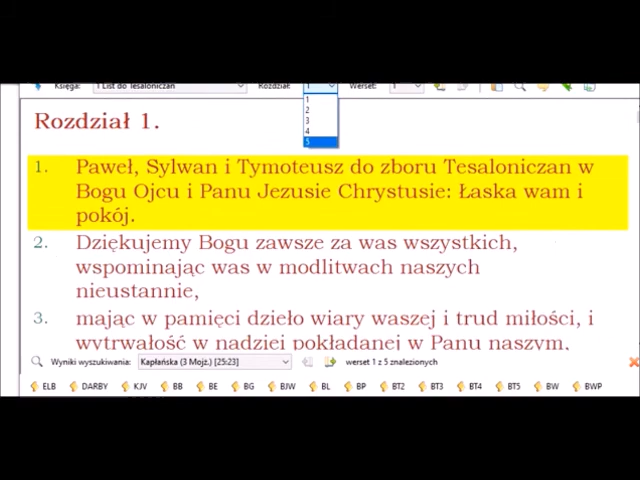 Księga: 1 List do Tesaloniczan Rozdział: 1 Werset: 1
1
2
3
4
5
Rozdział 1.
1. Paweł, Sylwan i Tymoteusz do zboru Tesaloniczan w
Bogu Ojcu i Panu Jezusie Chrystusie: Łaska wam i
pokój.
2. Dziękujemy Bogu zawsze za was wszystkich,
wspominając was w modlitwach naszych
nieustannie,
3. mając w pamięci dzieło wiary waszej i trud miłości, i
wytrwałość w nadziei pokładanej w Panu naszym,
Wyniki wyszukiwania: Kapłańska (3 Mojż.) [25:23] werset 1 z 5 znalezionych
ELB DARBY KJV BB BE BG BJW BL BP BT2 BT3 BT4 BT5 BW BWP